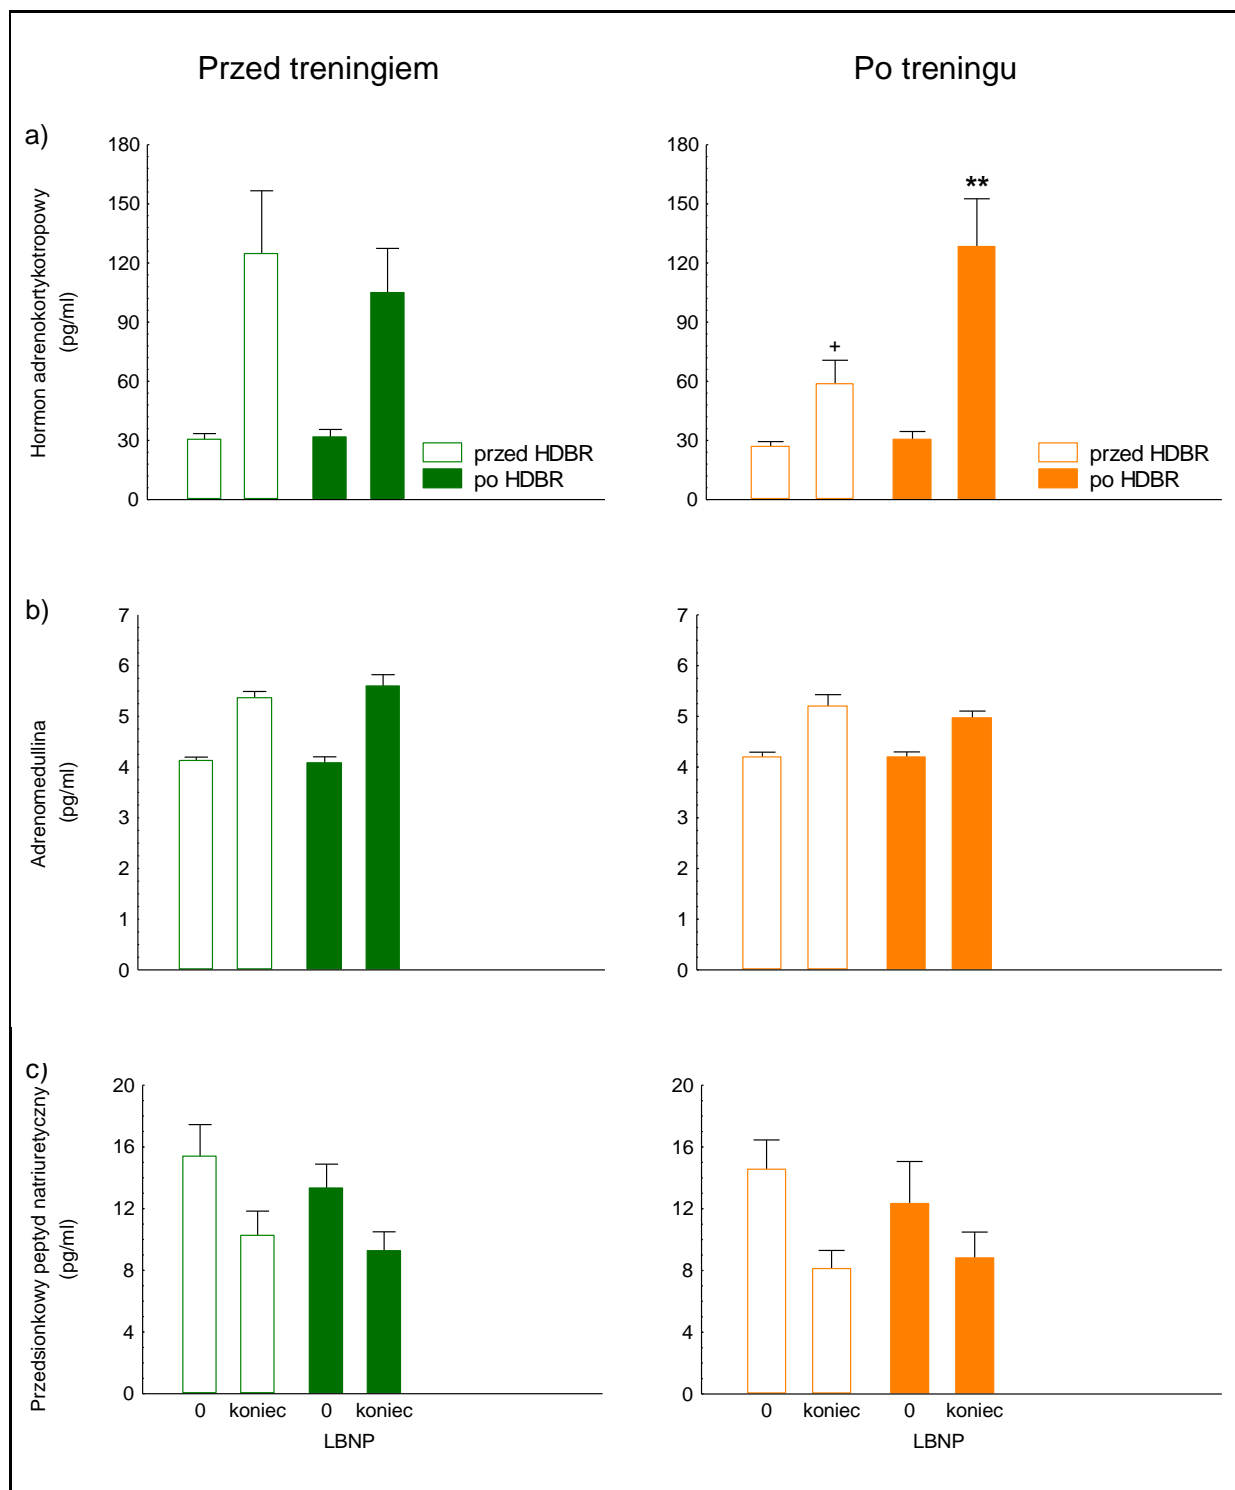 Przed treningiem
Po treningu
a)
Hormon adrenokortykotropowy
(pg/ml)
180
150
120
90
60
30
0
przed HDBR
po HDBR
180
150
120
90
60
30
0
+
**
przed HDBR
po HDBR
b)
Adrenomedullina
(pg/ml)
7
6
5
4
3
2
1
0
7
6
5
4
3
2
1
0
c)
Przedsionkowy peptyd natriuretyczny
(pg/ml)
20
16
12
8
4
0
0 koniec 0 koniec
LBNP
20
16
12
8
4
0
0 koniec 0 koniec
LBNP